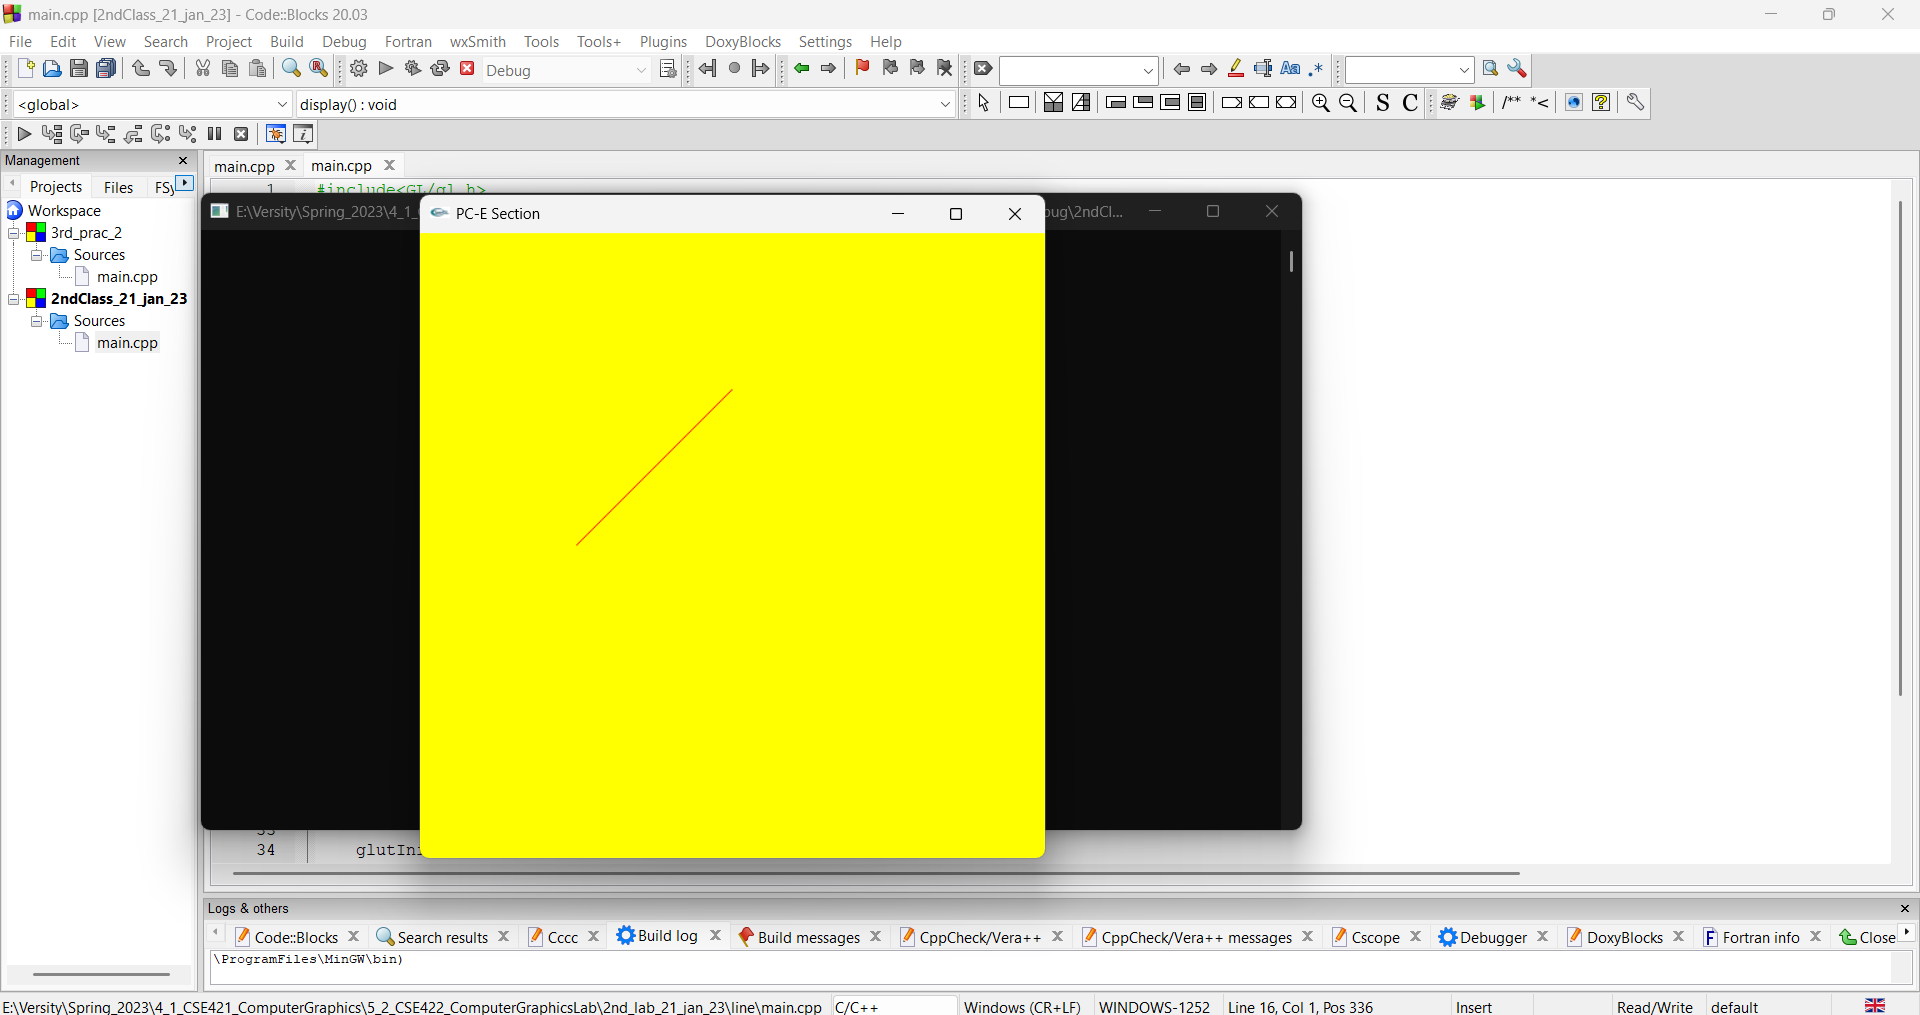 main.cpp [2ndClass_21_jan_23] - Code::Blocks 20.03
File Edit View Search Project Build Debug Fortran wxSmith Tools Tools+ Plugins DoxyBlocks Settings Help
Debug
<global> display() : void
S C /** *<
Management
main.cpp main.cpp
Projects Files FSy
1 #include<GL/gl.h>
Workspace
3rd_prac_2
Sources
main.cpp
2ndClass_21_jan_23
Sources
main.cpp
E:\Versity\Spring_2023\4_1_ bug\2ndCl...
PC-E Section
33
34 glutIni
Logs & others
Code::Blocks Search results Cccc Build log Build messages CppCheck/Vera++ CppCheck/Vera++ messages Cscope Debugger DoxyBlocks Fortran info Close
\ProgramFiles\MinGW\bin)
E:\Versity\Spring_2023\4_1_CSE421_ComputerGraphics\5_2_CSE422_ComputerGraphicsLab\2nd_lab_21_jan_23\line\main.cpp C/C++ Windows (CR+LF) WINDOWS-1252 Line 16, Col 1, Pos 336 Insert Read/Write default